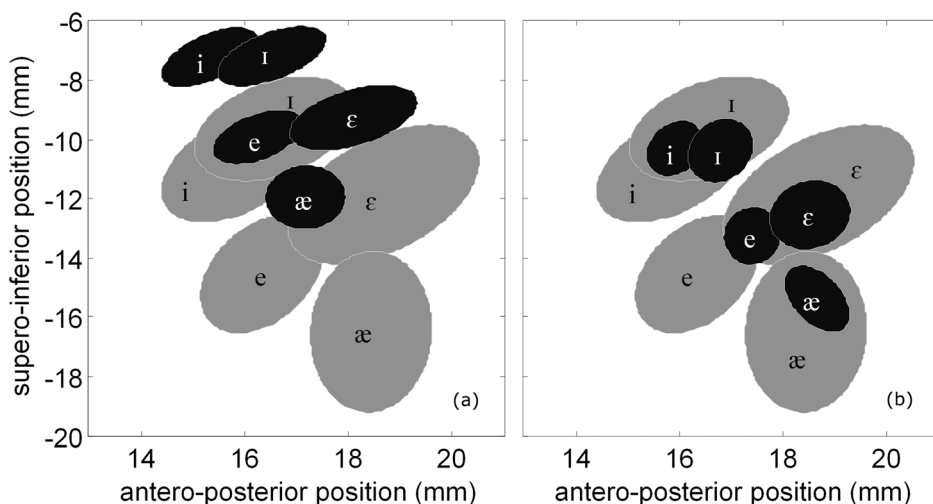 supero-inferior position (mm)
-6
-8
-10
-12
-14
-16
-18
-20
i
ɪ
ɪ
e
ɛ
i
æ
ɛ
e
æ
(a)
14
16
18
20
antero-posterior position (mm)
ɪ
i
ɪ
i
ɛ
e
ɛ
e
æ
æ
(b)
14
16
18
20
antero-posterior position (mm)